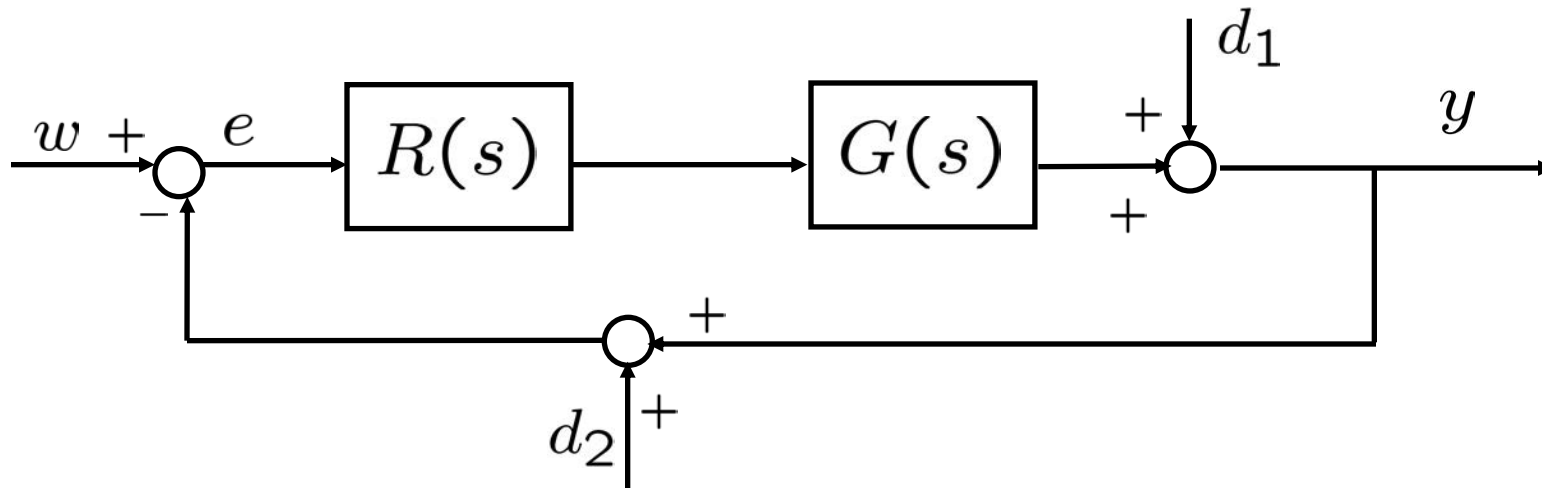 d₁
w + e R(s) G(s) + y
+
−
+
d₂ +